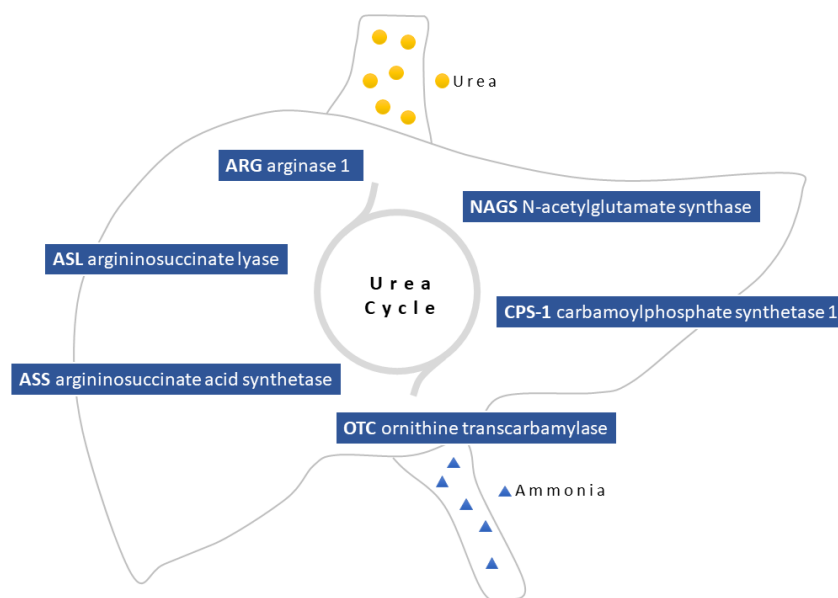 Urea
ARG arginase 1
NAGS N-acetylglutamate synthase
ASL argininosuccinate lyase
Urea
Cycle
CPS-1 carbamoylphosphate synthetase 1
ASS argininosuccinate acid synthetase
OTC ornithine transcarbamylase
Ammonia